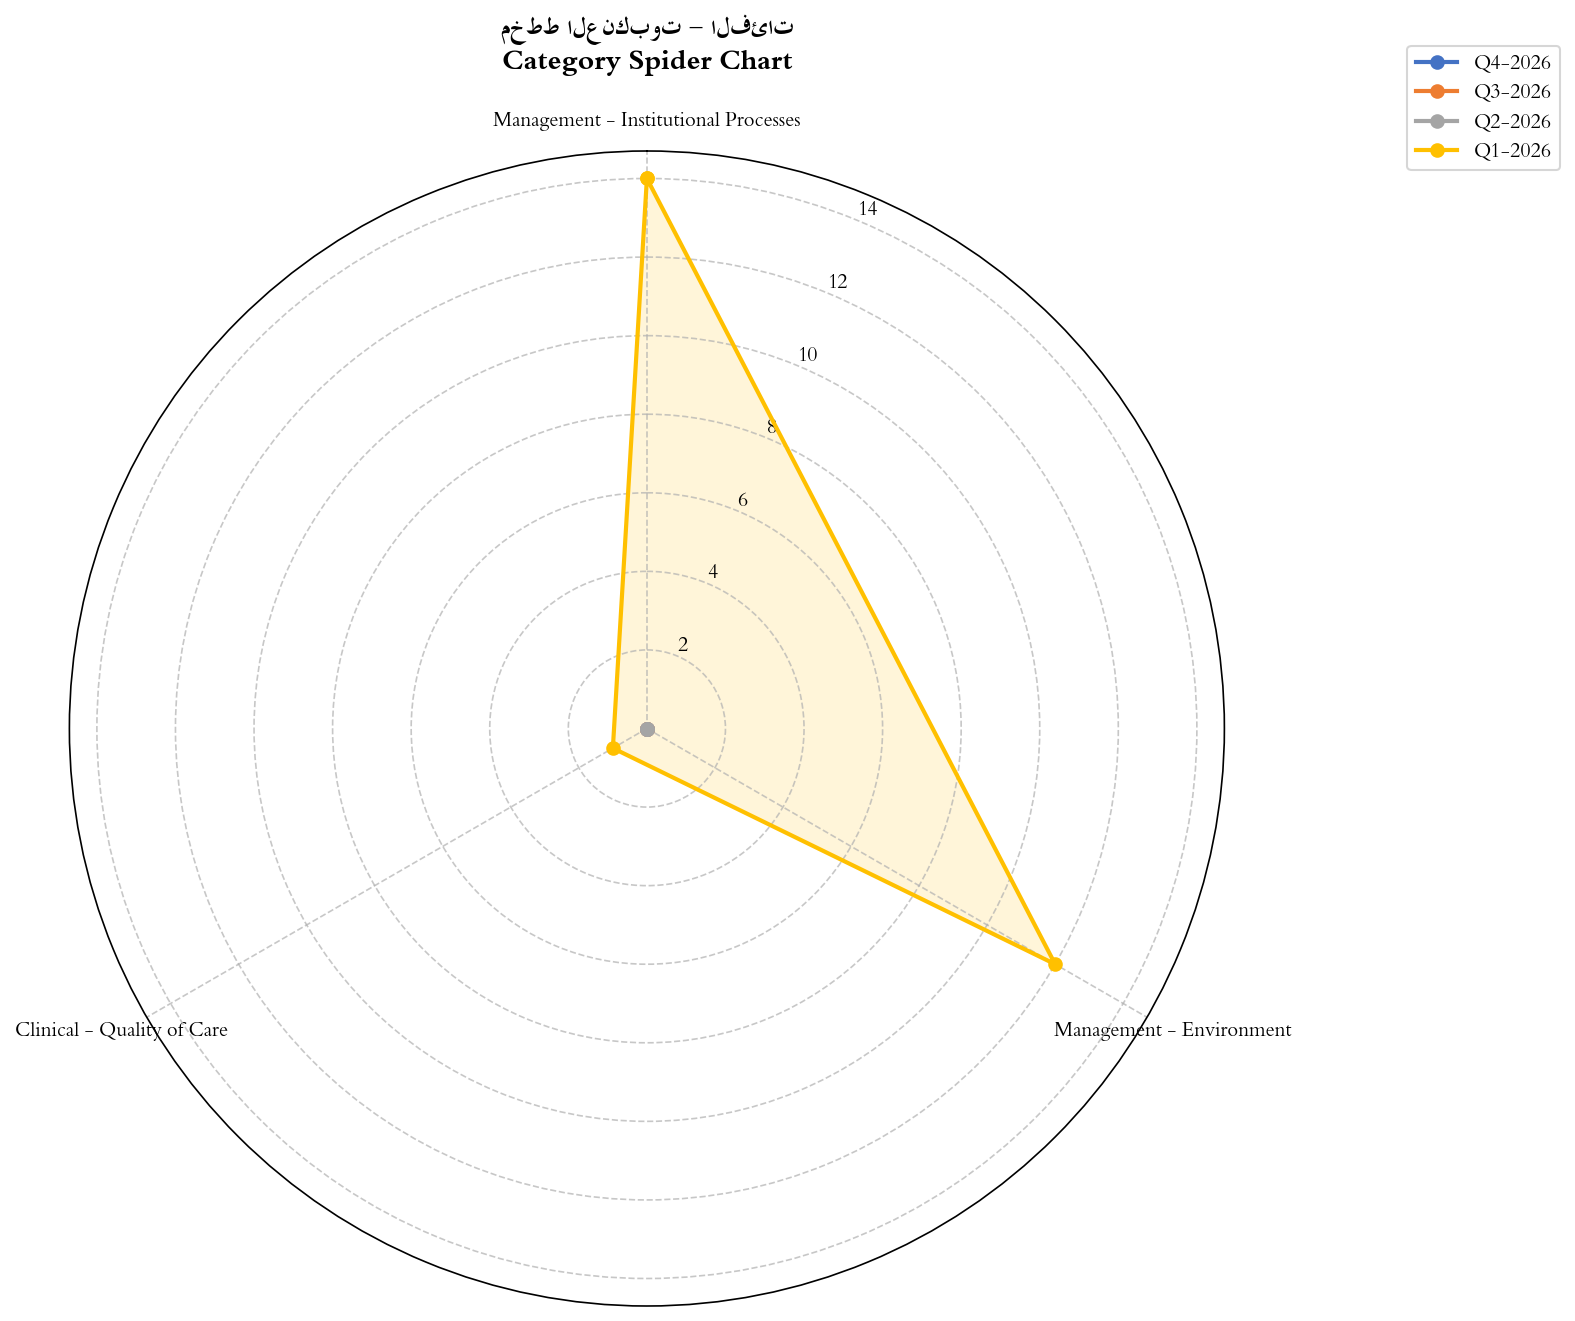 مخطط العنكبوت – الفئات
Category Spider Chart
Management - Institutional Processes
Q4-2026
Q3-2026
Q2-2026
Q1-2026
14
12
10
8
6
4
2
Clinical - Quality of Care
Management - Environment